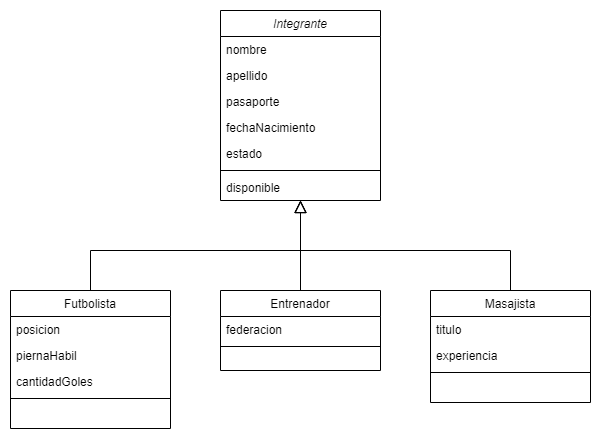 Integrante
nombre
apellido
pasaporte
fechaNacimiento
estado
disponible
Futbolista
posicion
piernaHabil
cantidadGoles
Entrenador
federacion
Masajista
titulo
experiencia